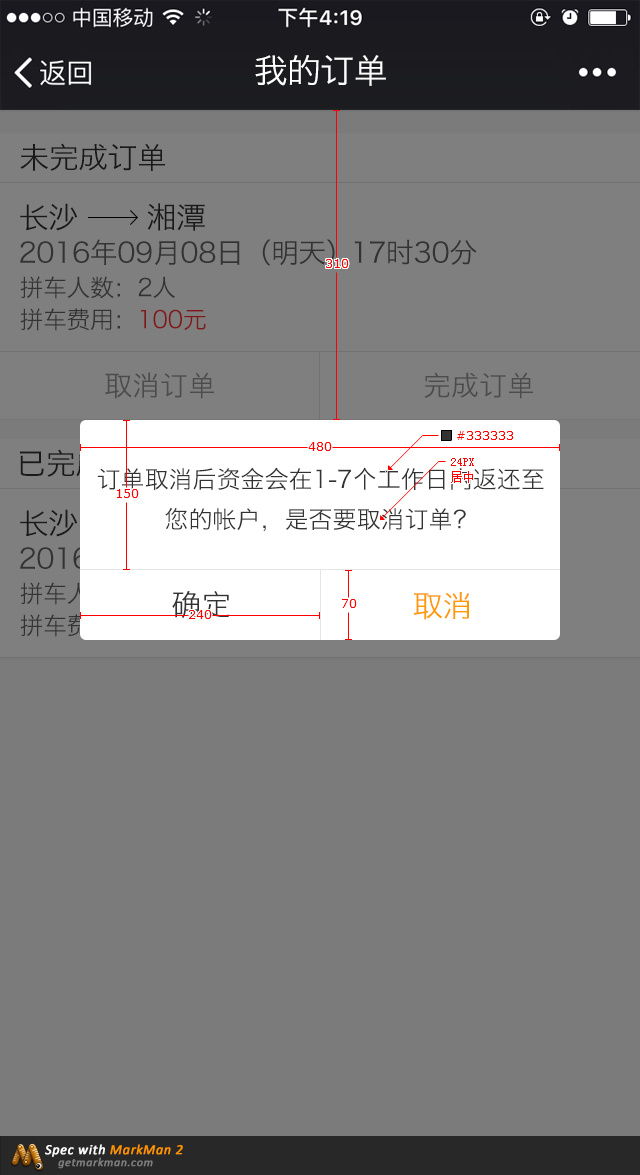 中国移动 下午4:19
返回 我的订单
未完成订单
长沙 湘潭
2016年09月08日（明天）17时30分
310
拼车人数：2人
拼车费用：100元
取消订单 完成订单
#333333
480
24PX
居中
已完
订单取消后资金会在1-7个工作日内返还至
150
长沙
您的帐户，是否要取消订单？
2016
拼车人
确定 取消
240
70
拼车费
Spec with MarkMan 2
getmarkman.com